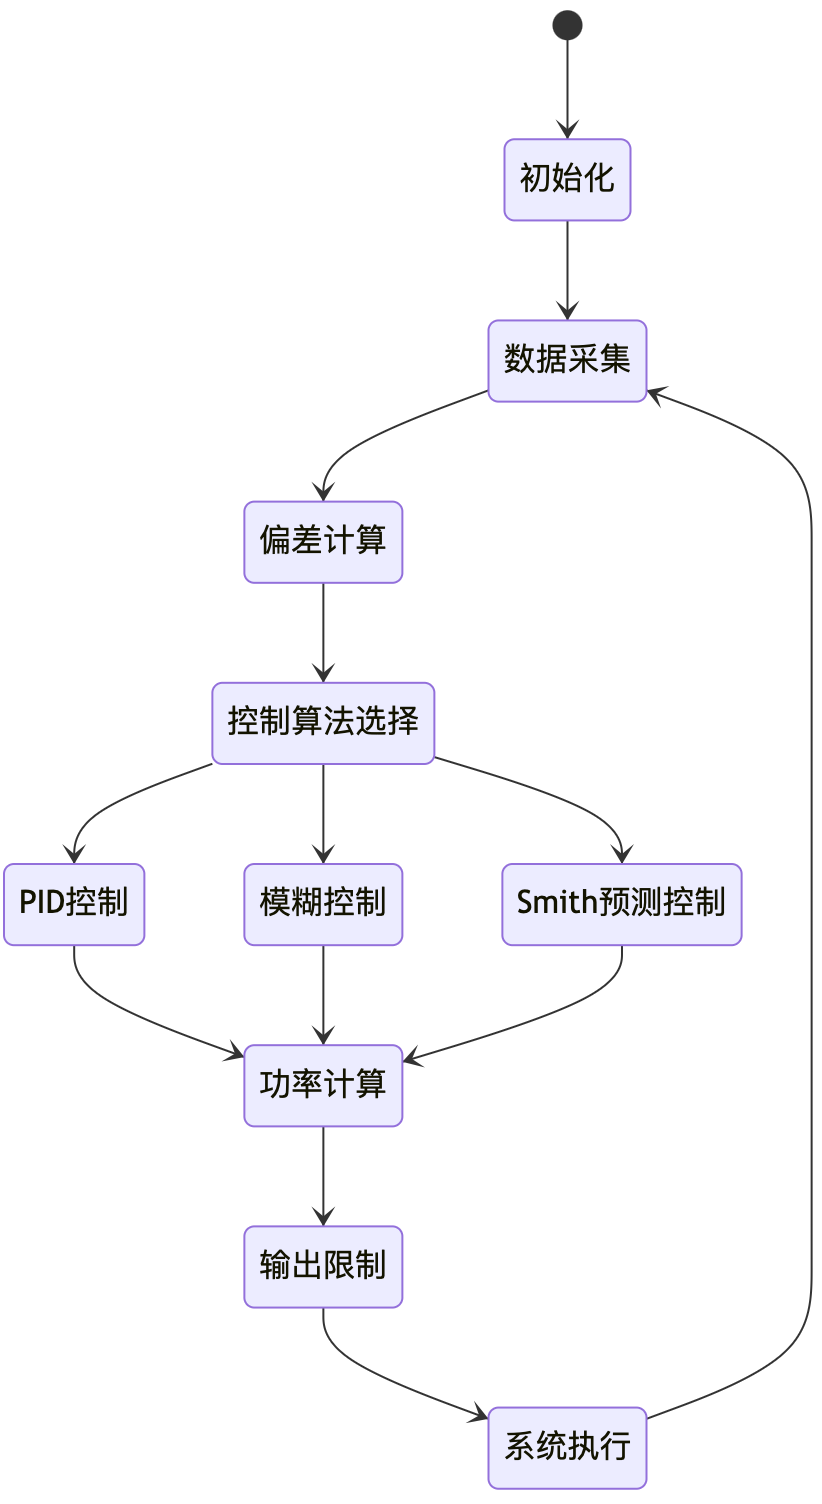 初始化
数据采集
偏差计算
控制算法选择
PID控制
模糊控制
Smith预测控制
功率计算
输出限制
系统执行